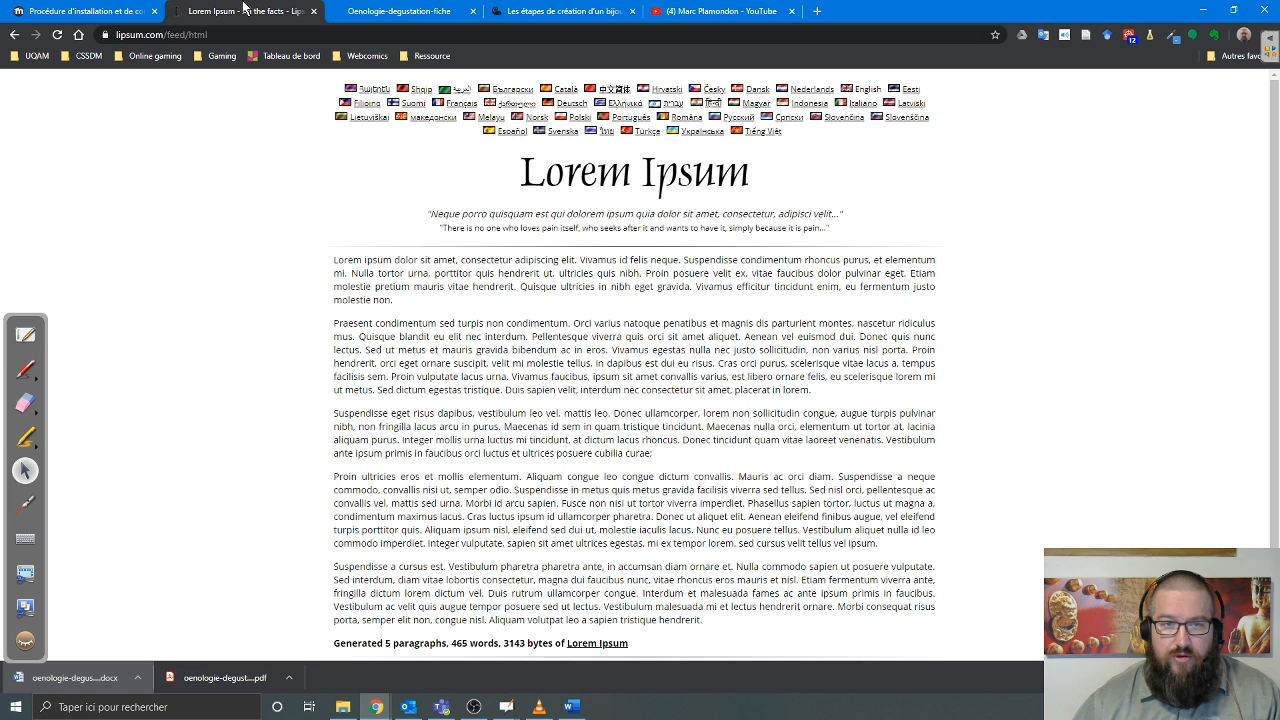 Procédure d'installation et de co
Lorem Ipsum - All the facts - Lips
Oenologie-degustation-fiche
Les étapes de création d'un bijou
(4) Marc Plamondon - YouTube
lipsum.com/feed/html
12
UQAM
CSSDM
Online gaming
Gaming
Tableau de bord
Webcomics
Ressource
Autres favo
Հայերեն Shqip العربية Български Català 中文简体 Hrvatski Česky Dansk Nederlands English Eesti
Filipino Suomi Français ქართული Deutsch Ελληνικά עברית हिन्दी Magyar Indonesia Italiano Latviski
Lietuviškai македонски Melayu Norsk Polski Português Româna Pyccкий Српски Slovenčina Slovenščina
Español Svenska ไทย Türkçe Українська Tiếng Việt
Lorem Ipsum
"Neque porro quisquam est qui dolorem ipsum quia dolor sit amet, consectetur, adipisci velit..."
"There is no one who loves pain itself, who seeks after it and wants to have it, simply because it is pain..."
Lorem ipsum dolor sit amet, consectetur adipiscing elit. Vivamus id felis neque. Suspendisse condimentum rhoncus purus, et elementum
mi. Nulla tortor urna, porttitor quis hendrerit ut, ultricies quis nibh. Proin posuere velit ex, vitae faucibus dolor pulvinar eget. Etiam
molestie pretium mauris vitae hendrerit. Quisque ultricies in nibh eget gravida. Vivamus efficitur tincidunt enim, eu fermentum justo
molestie non.
Praesent condimentum sed turpis non condimentum. Orci varius natoque penatibus et magnis dis parturient montes, nascetur ridiculus
mus. Quisque blandit eu elit nec interdum. Pellentesque viverra quis orci sit amet aliquet. Aenean vel euismod dui. Donec quis nunc
lectus. Sed ut metus et mauris gravida bibendum ac in eros. Vivamus egestas nulla nec justo sollicitudin, non varius nisl porta. Proin
hendrerit, orci eget ornare suscipit, velit mi molestie tellus, in dapibus est dui eu risus. Cras orci purus, scelerisque vitae lacus a, tempus
facilisis sem. Proin vulputate lacus urna. Vivamus faucibus, ipsum sit amet convallis varius, est libero ornare felis, eu scelerisque lorem mi
ut metus. Sed dictum egestas tristique. Duis sapien velit, interdum nec consectetur sit amet, placerat in lorem.
Suspendisse eget risus dapibus, vestibulum leo vel, mattis leo. Donec ullamcorper, lorem non sollicitudin congue, augue turpis pulvinar
nibh, non fringilla lacus arcu in purus. Maecenas id sem in quam tristique tincidunt. Maecenas nulla orci, elementum ut tortor at, lacinia
aliquam purus. Integer mollis urna luctus mi tincidunt, at dictum lacus rhoncus. Donec tincidunt quam vitae laoreet venenatis. Vestibulum
ante ipsum primis in faucibus orci luctus et ultrices posuere cubilia curae;
Proin ultricies eros et mollis elementum. Aliquam congue leo congue dictum convallis. Mauris ac orci diam. Suspendisse a neque
commodo, convallis nisi ut, semper odio. Suspendisse in metus quis metus gravida facilisis viverra sed tellus. Sed nisl orci, pellentesque ac
convallis vel, mattis sed urna. Morbi id arcu sapien. Fusce non nisi ut tortor viverra imperdiet. Phasellus sapien tortor, luctus ut magna a,
condimentum maximus lacus. Cras luctus ipsum id ullamcorper pharetra. Donec ut aliquet elit. Aenean eleifend finibus augue, vel eleifend
turpis porttitor quis. Aliquam ipsum nisl, eleifend sed dui ut, molestie iaculis lacus. Nunc eu posuere tellus. Vestibulum aliquet nulla id leo
commodo imperdiet. Integer vulputate, sapien sit amet ultrices egestas, mi ex tempor lorem, sed cursus velit tellus vel ipsum.
Suspendisse a cursus est. Vestibulum pharetra pharetra ante, in accumsan diam ornare et. Nulla commodo sapien ut posuere vulputate.
Sed interdum, diam vitae lobortis consectetur, magna dui faucibus nunc, vitae rhoncus eros mauris et nisl. Etiam fermentum viverra ante,
fringilla dictum lorem dictum vel. Duis rutrum ullamcorper congue. Interdum et malesuada fames ac ante ipsum primis in faucibus.
Vestibulum ac velit quis augue tempor posuere sed ut lectus. Vestibulum malesuada mi et lectus hendrerit ornare. Morbi consequat risus
porta, semper elit non, congue nisl. Aliquam volutpat leo a sapien tristique hendrerit.
Generated 5 paragraphs, 465 words, 3143 bytes of Lorem Ipsum
oenologie-degus....docx
oenologie-degust....pdf
Taper ici pour rechercher